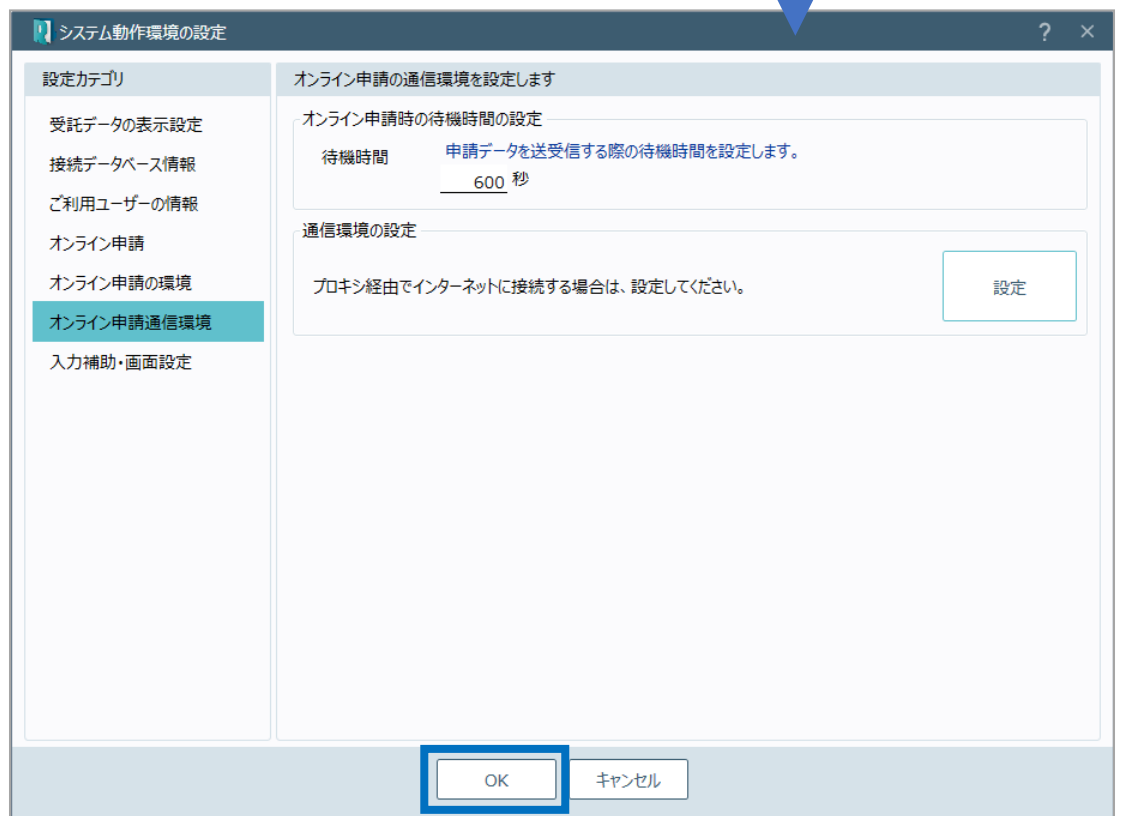 システム動作環境の設定
? ×
設定カテゴリ
受託データの表示設定
接続データベース情報
ご利用ユーザーの情報
オンライン申請
オンライン申請の環境
オンライン申請通信環境
入力補助・画面設定
オンライン申請の通信環境を設定します
オンライン申請時の待機時間の設定
待機時間
申請データを送受信する際の待機時間を設定します。
600 秒
通信環境の設定
プロキシ経由でインターネットに接続する場合は、設定してください。
設定
OK
キャンセル